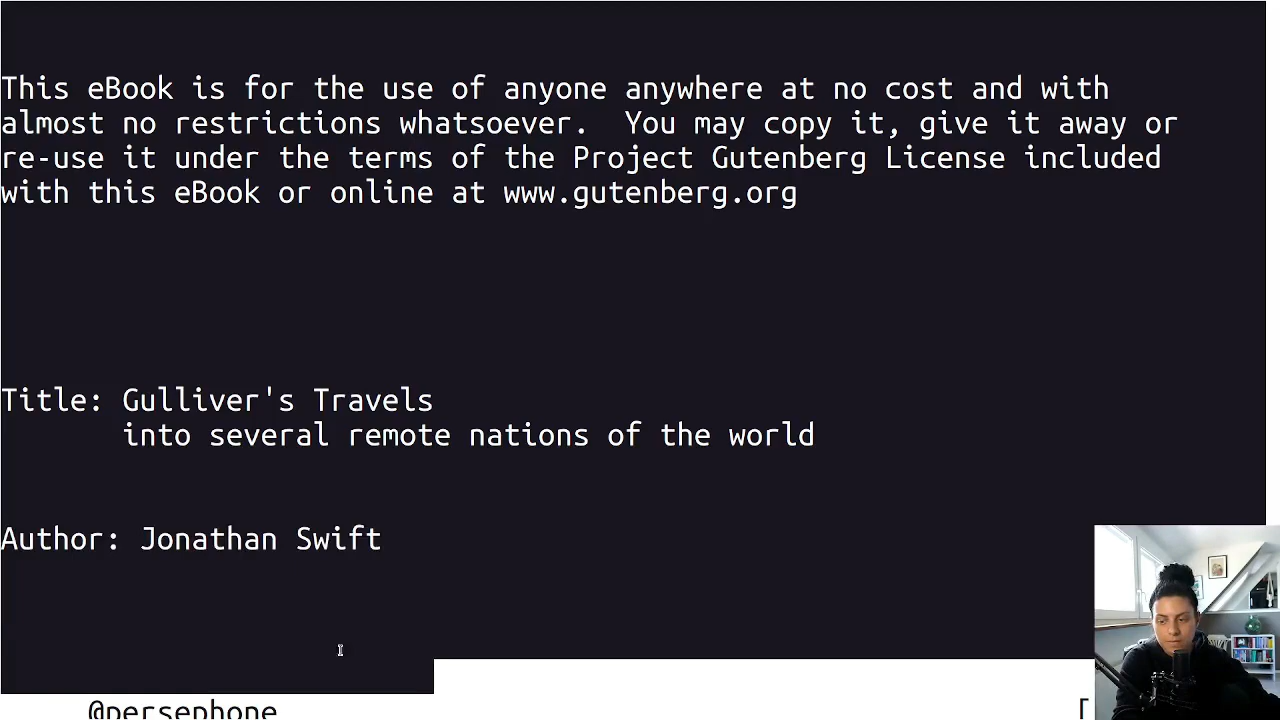 This eBook is for the use of anyone anywhere at no cost and with
almost no restrictions whatsoever.  You may copy it, give it away or
re-use it under the terms of the Project Gutenberg License included
with this eBook or online at www.gutenberg.org
Title: Gulliver's Travels
into several remote nations of the world
Author: Jonathan Swift
@persephone [